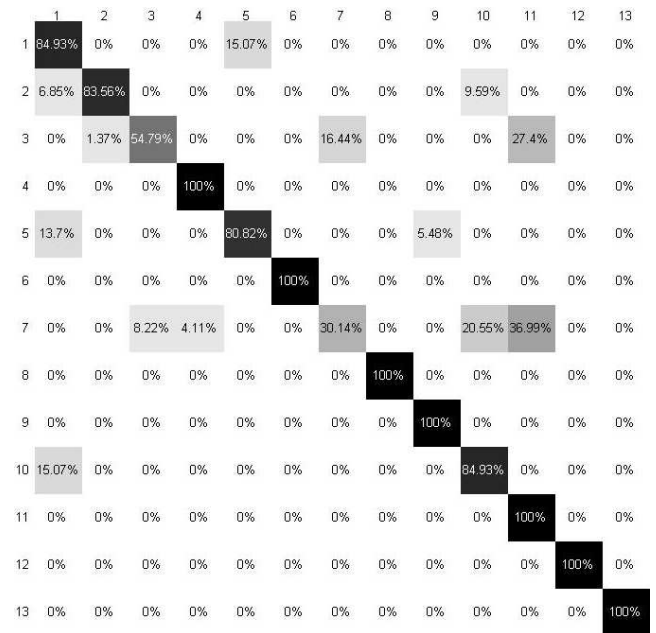 1 2 3 4 5 6 7 8 9 10 11 12 13
1 84.93% 0% 0% 0% 15.07% 0% 0% 0% 0% 0% 0% 0% 0%
2 6.85% 83.56% 0% 0% 0% 0% 0% 0% 0% 9.59% 0% 0% 0%
3 0% 1.37% 54.79% 0% 0% 0% 16.44% 0% 0% 0% 27.4% 0% 0%
4 0% 0% 0% 100% 0% 0% 0% 0% 0% 0% 0% 0% 0%
5 13.7% 0% 0% 0% 80.82% 0% 0% 0% 5.48% 0% 0% 0% 0%
6 0% 0% 0% 0% 0% 100% 0% 0% 0% 0% 0% 0% 0%
7 0% 0% 8.22% 4.11% 0% 0% 30.14% 0% 0% 20.55% 36.99% 0% 0%
8 0% 0% 0% 0% 0% 0% 0% 100% 0% 0% 0% 0% 0%
9 0% 0% 0% 0% 0% 0% 0% 0% 100% 0% 0% 0% 0%
10 15.07% 0% 0% 0% 0% 0% 0% 0% 0% 84.93% 0% 0% 0%
11 0% 0% 0% 0% 0% 0% 0% 0% 0% 0% 100% 0% 0%
12 0% 0% 0% 0% 0% 0% 0% 0% 0% 0% 0% 100% 0%
13 0% 0% 0% 0% 0% 0% 0% 0% 0% 0% 0% 0% 100%